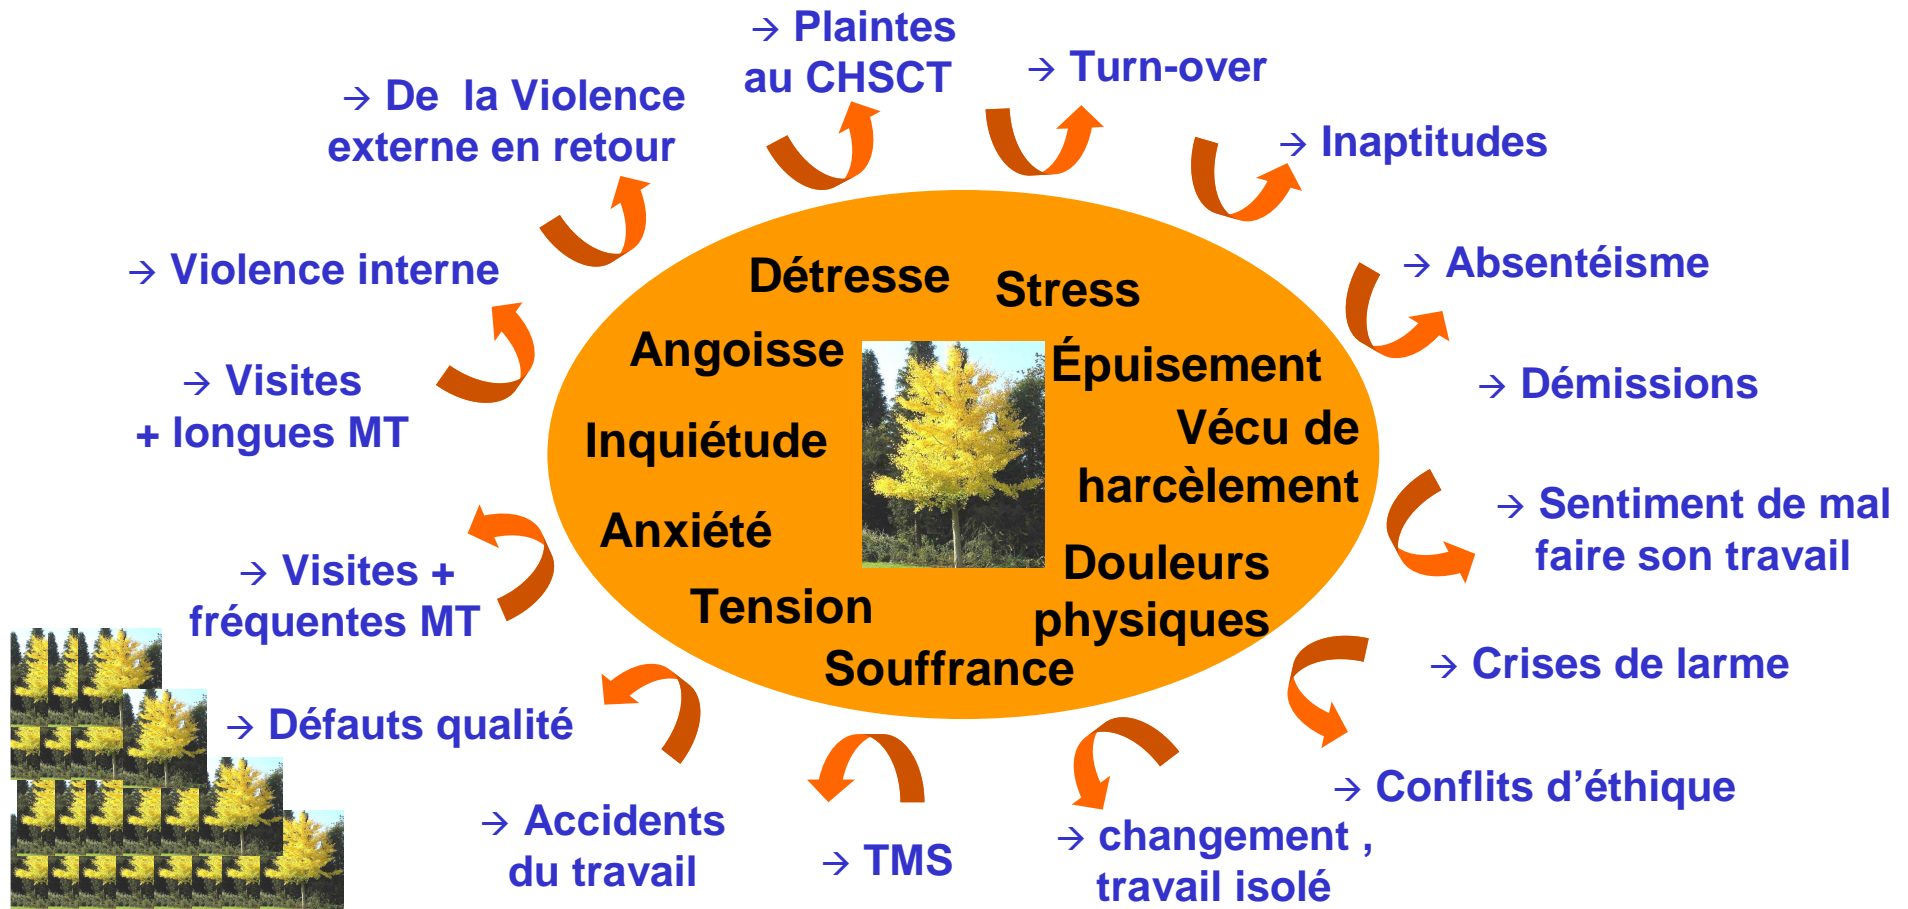 → Plaintes
au CHSCT
→ Turn-over
→ De la Violence
externe en retour
→ Inaptitudes
→ Violence interne
→ Absentéisme
→ Visites
+ longues MT
→ Démissions
→ Visites +
fréquentes MT
→ Sentiment de mal
faire son travail
→ Défauts qualité
→ Crises de larme
→ Accidents
du travail
→ TMS
→ changement ,
travail isolé
→ Conflits d’éthique
Détresse
Stress
Angoisse
Épuisement
Inquiétude
Vécu de
harcèlement
Anxiété
Douleurs
physiques
Tension
Souffrance